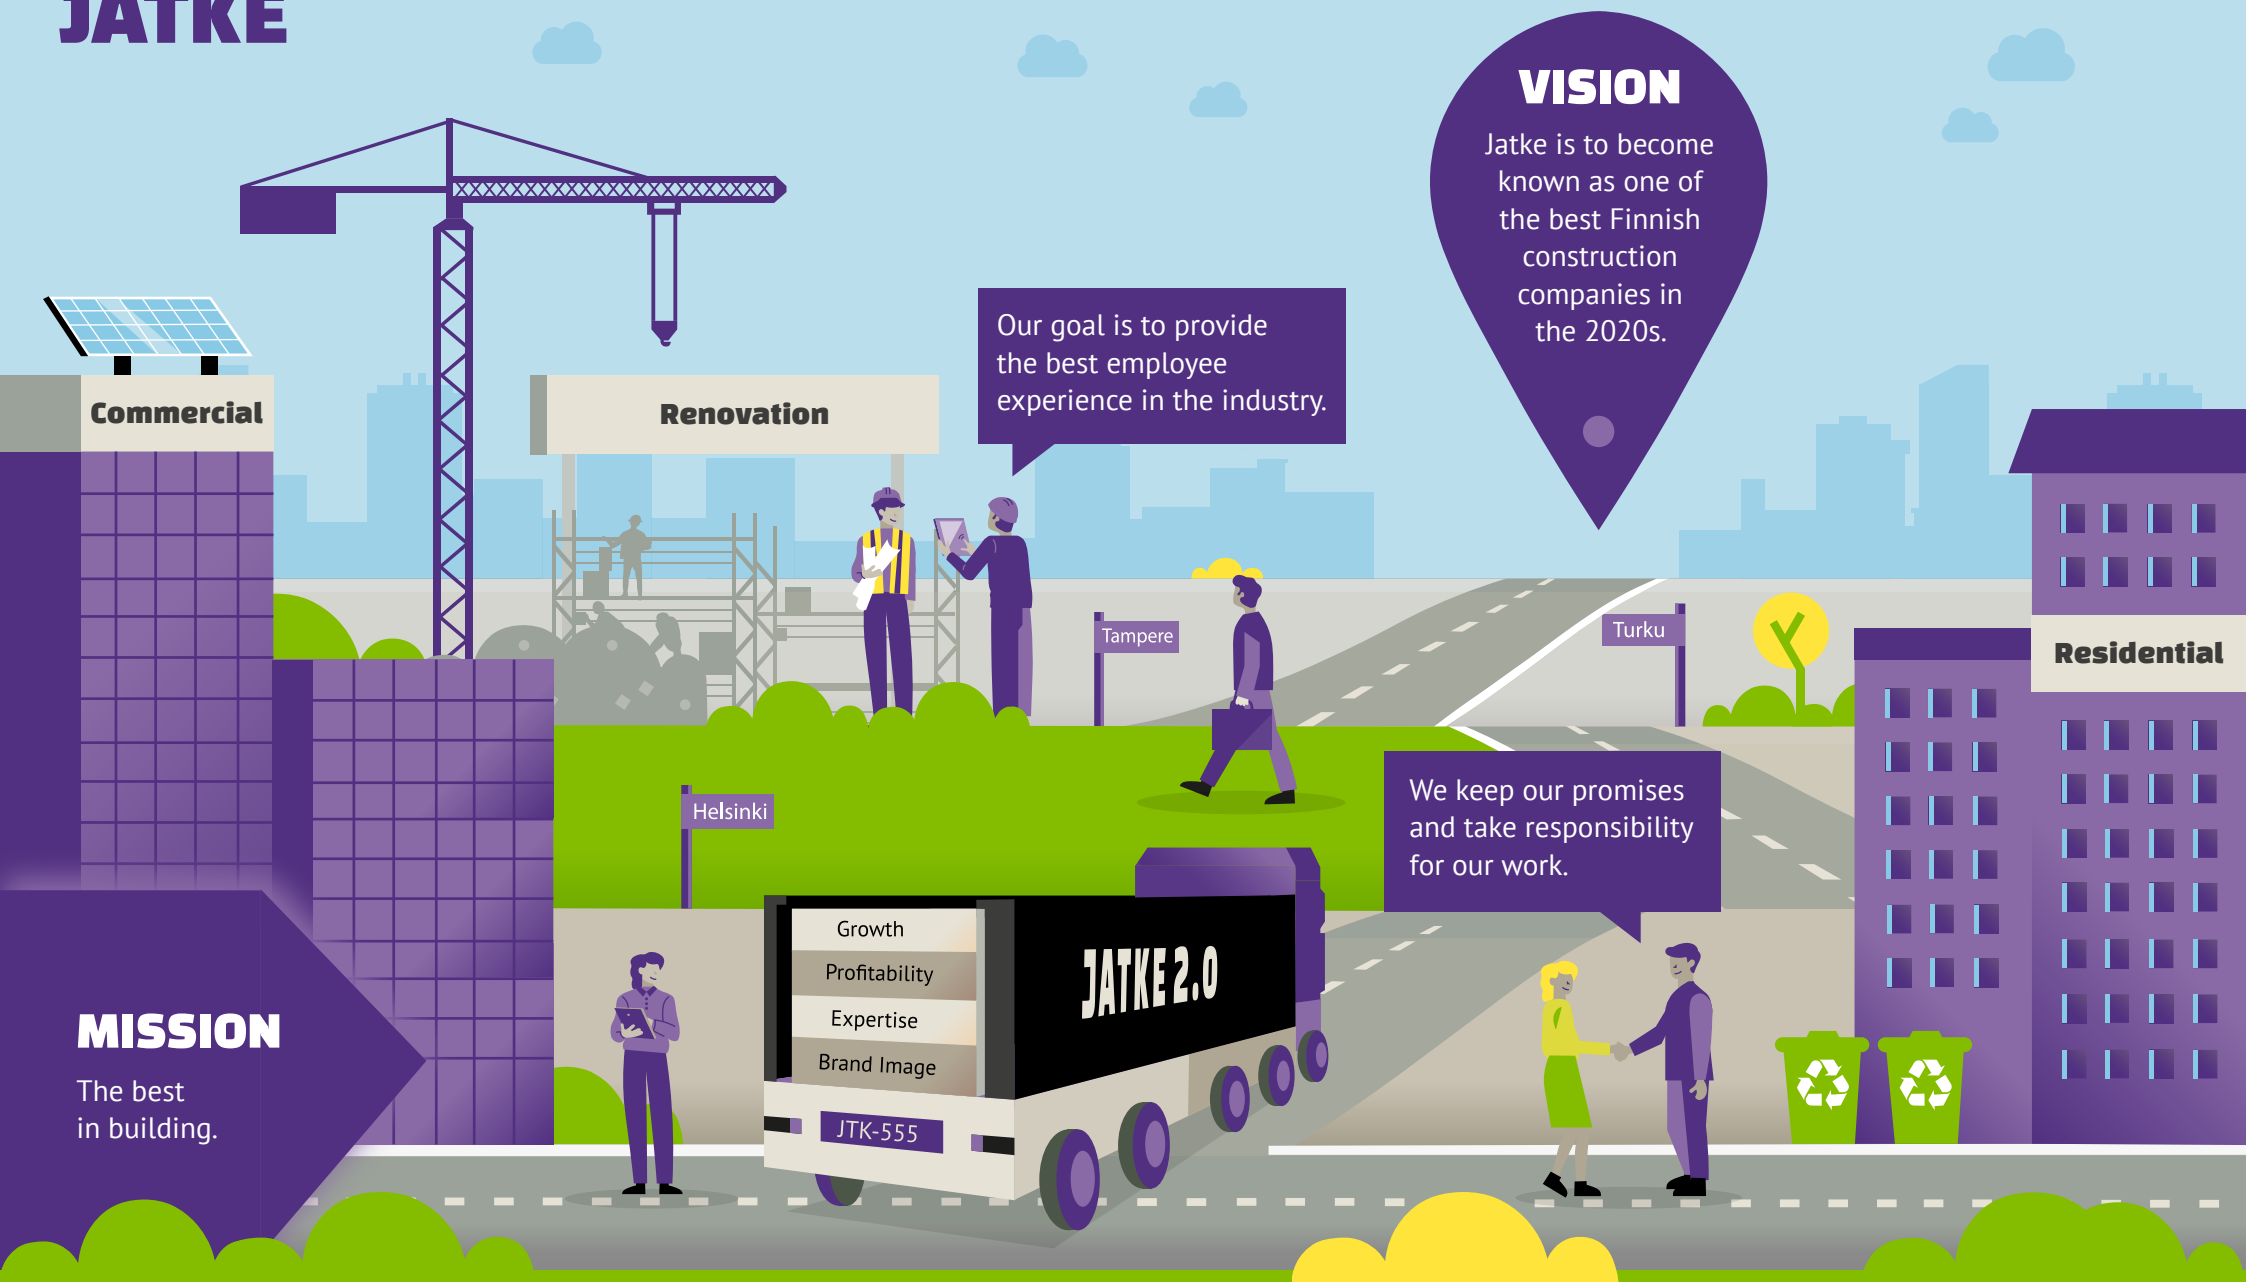 JATKE
VISION
Jatke is to become
known as one of
the best Finnish
construction
companies in
the 2020s.
Our goal is to provide
the best employee
experience in the industry.
Commercial
Renovation
Tampere
Turku
Residential
Helsinki
We keep our promises
and take responsibility
for our work.
Growth
Profitability
Expertise
Brand Image
JATKE 2.0
JTK-555
MISSION
The best
in building.